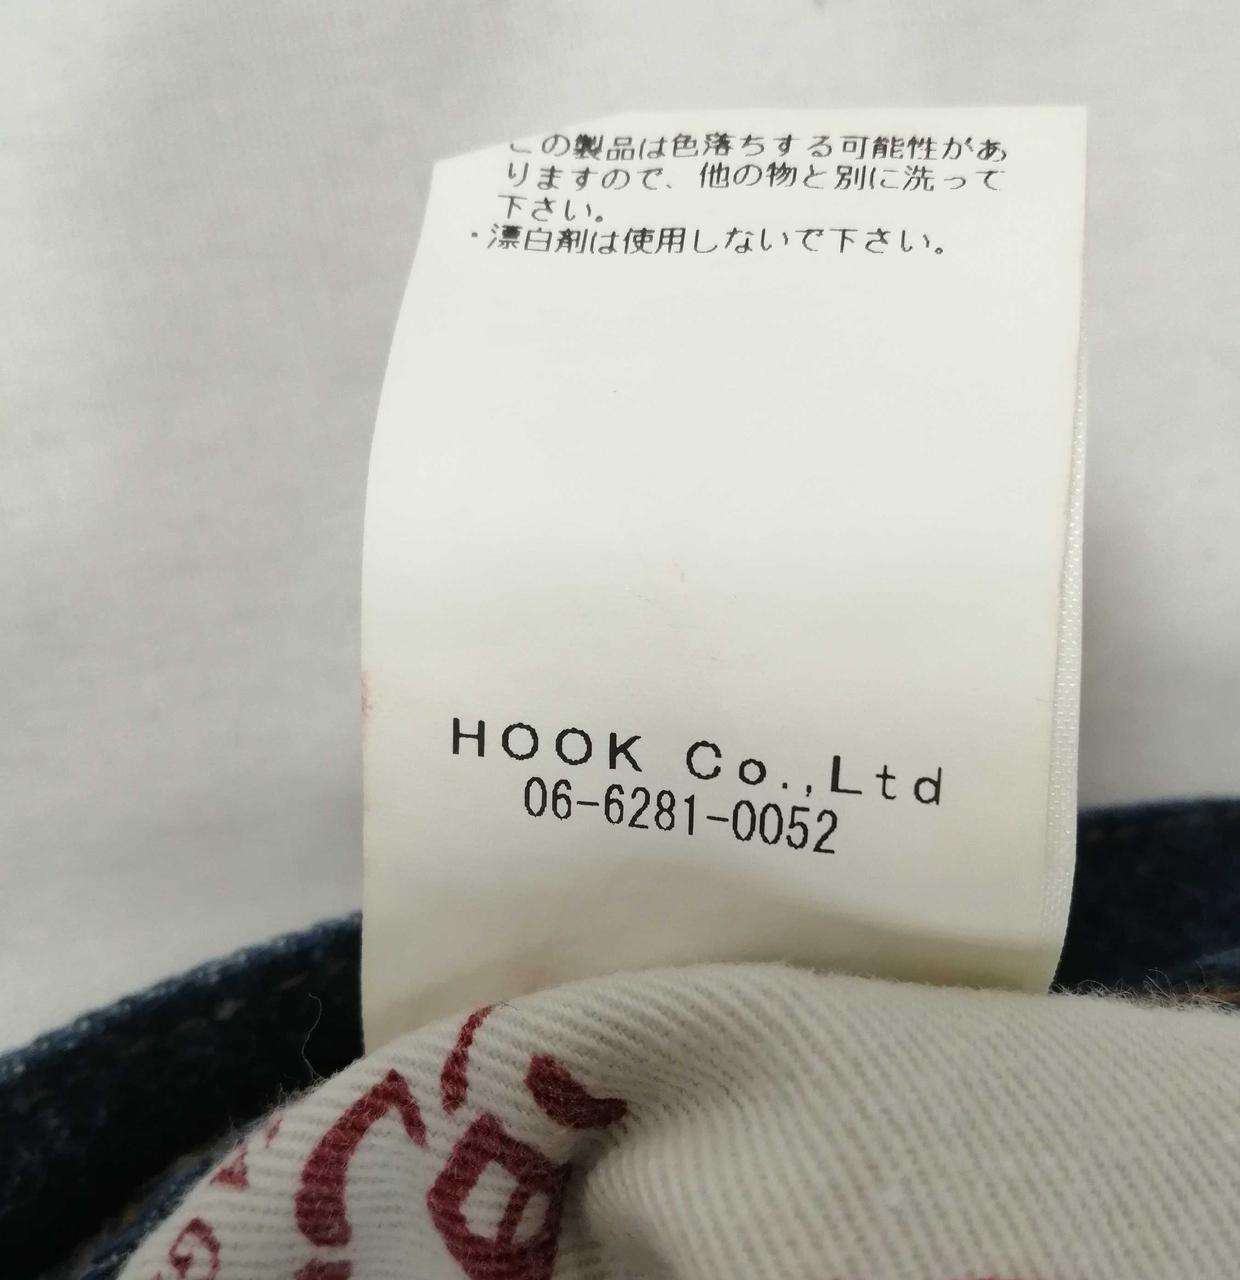 この製品は色落ちする可能性があ
りますので、他の物と別に洗って
下さい。
・漂白剤は使用しないで下さい。
HOOK Co.,Ltd
06-6281-0052